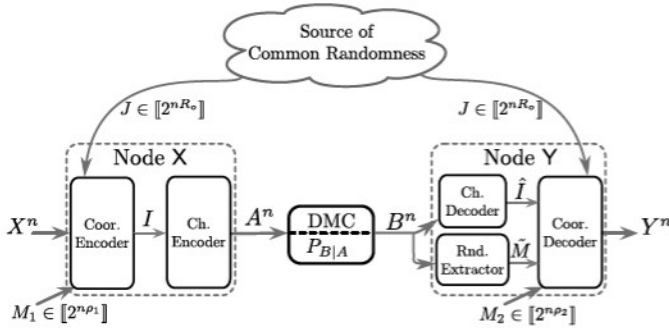 Source of
Common Randomness
J ∈ ⟦2^{nR_o}⟧
J ∈ ⟦2^{nR_o}⟧
Node X
Node Y
X^n
Coor.
Encoder
I
Ch.
Encoder
A^n
DMC
P_{B|A}
B^n
Ch.
Decoder
Î
Rnd.
Extractor
M̃
Coor.
Decoder
Y^n
M_1 ∈ ⟦2^{nρ_1}⟧
M_2 ∈ ⟦2^{nρ_2}⟧